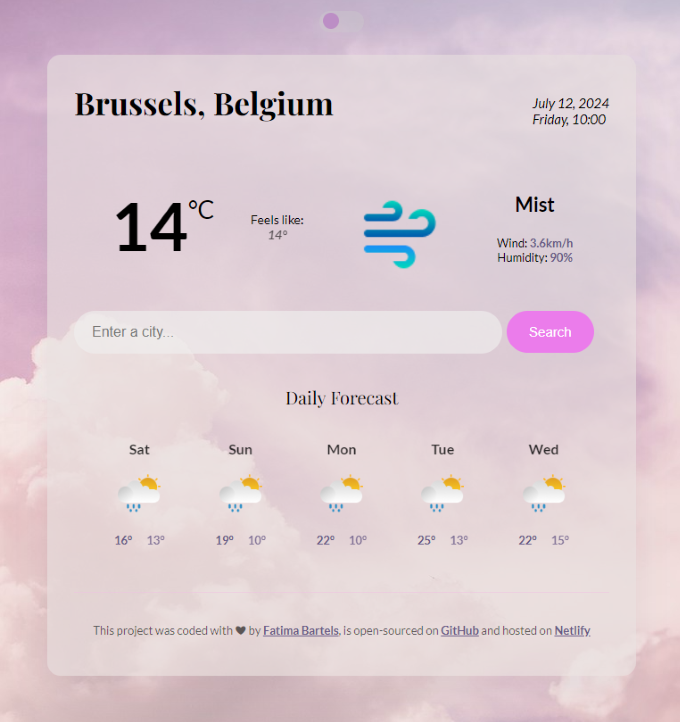 Brussels, Belgium
July 12, 2024
Friday, 10:00
14°C
Feels like:
14°
Mist
Wind: 3.6km/h
Humidity: 90%
Enter a city...
Search
Daily Forecast
Sat Sun Mon Tue Wed
16° 13° 19° 10° 22° 10° 25° 13° 22° 15°
This project was coded with ❤ by Fatima Bartels, is open-sourced on GitHub and hosted on Netlify